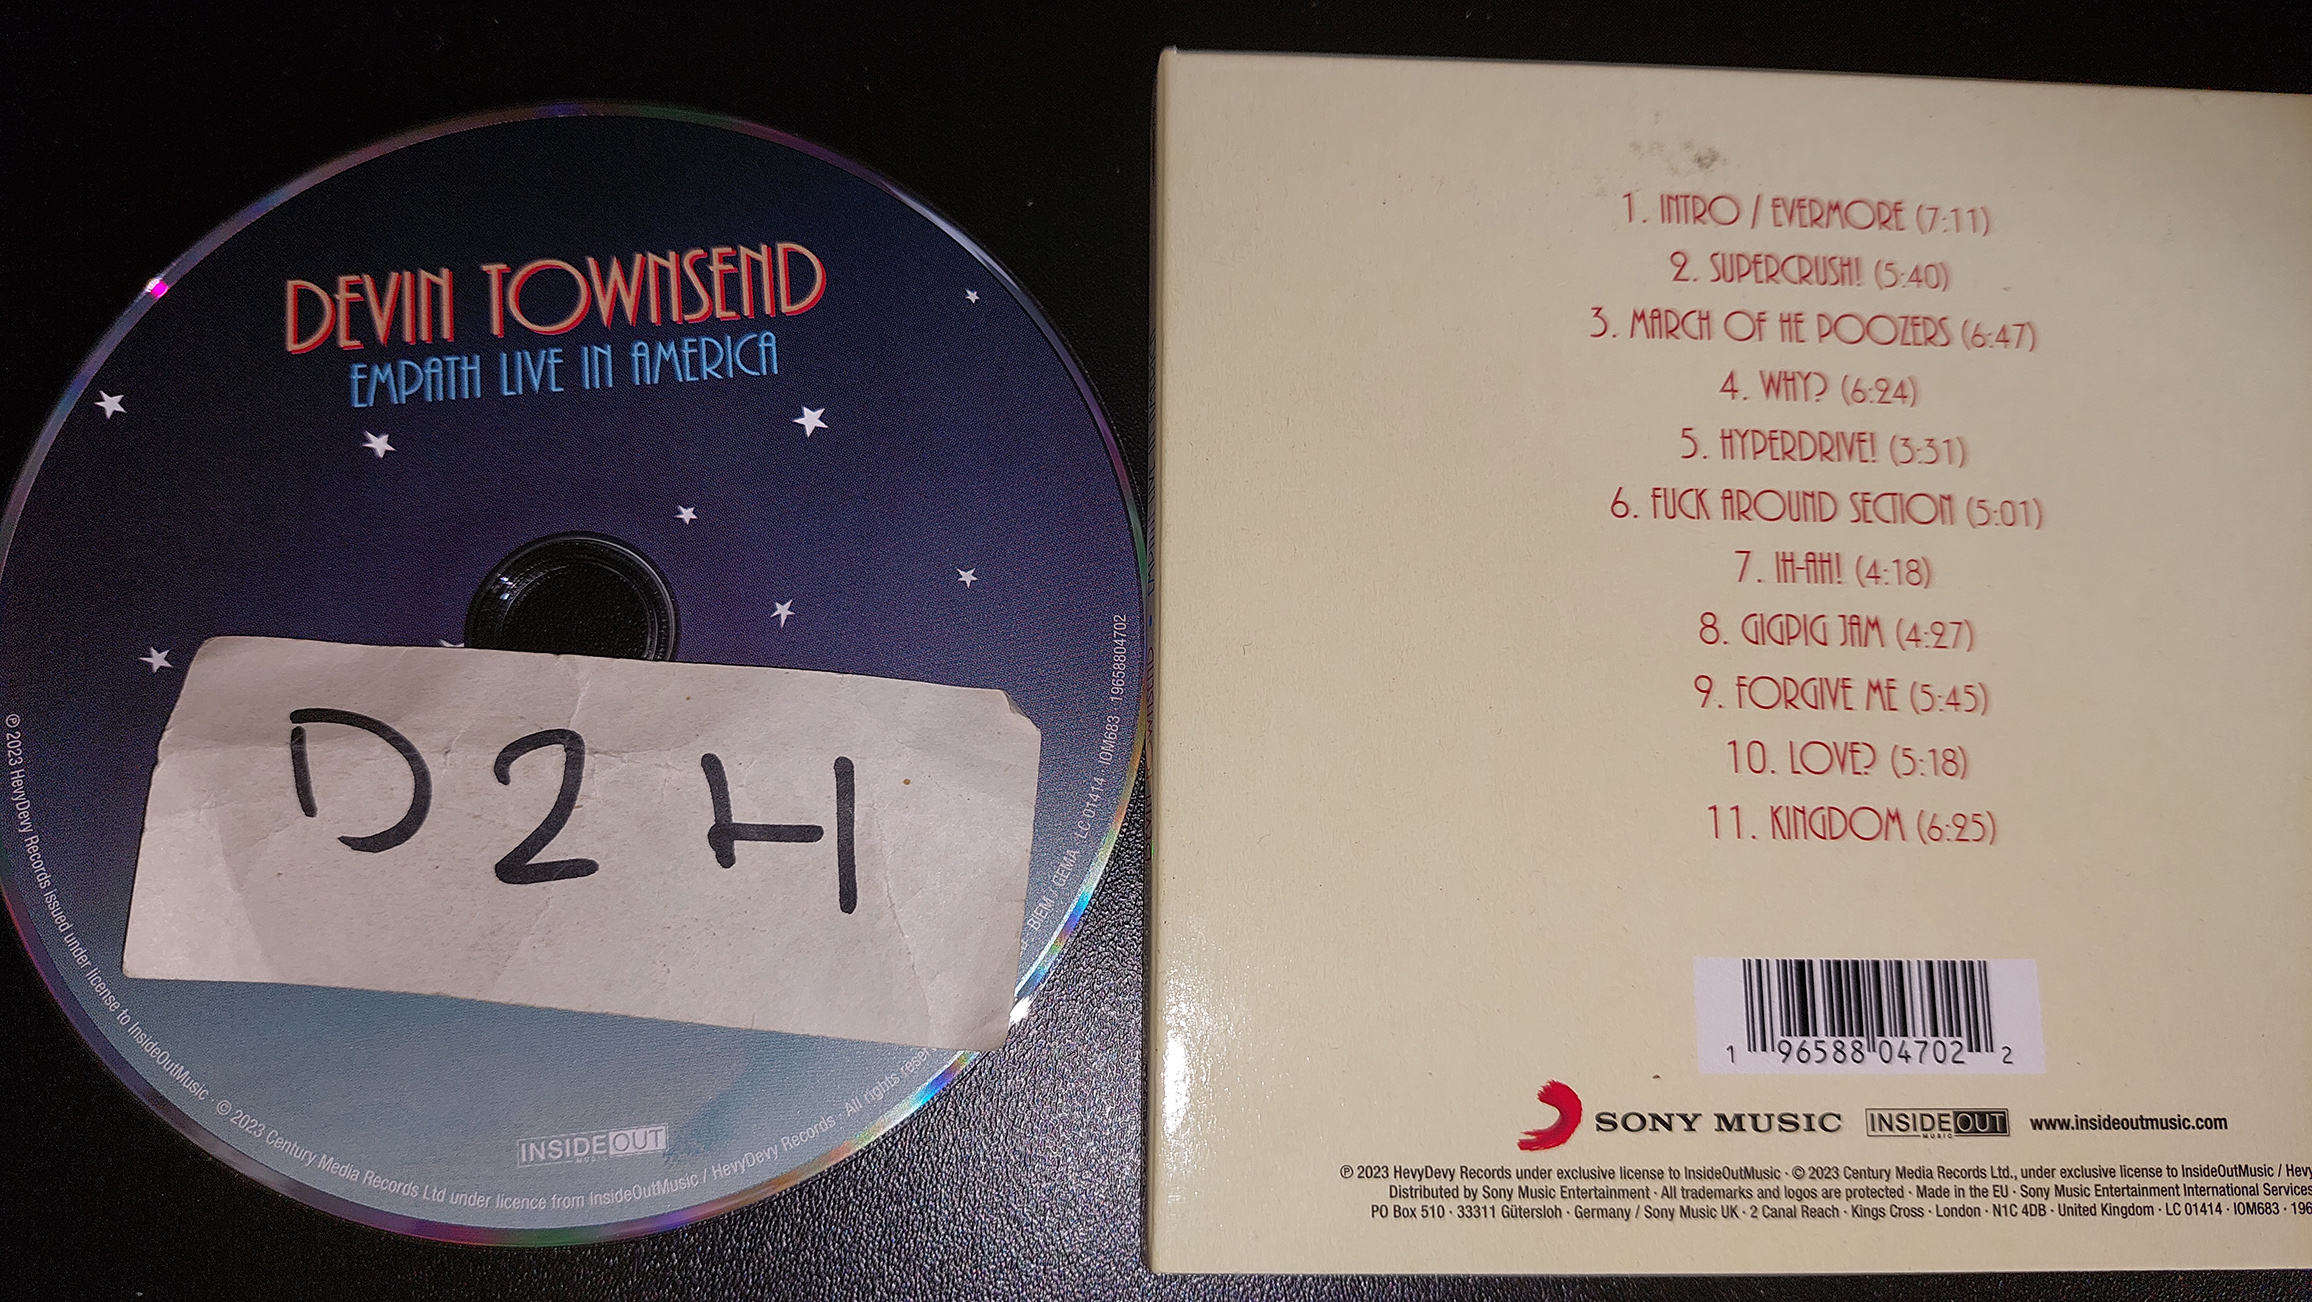 DEVIN TOWNSEND
EMPATH LIVE IN AMERICA
D2H
INSIDEOUT
MUSIC
℗ 2023 HevyDevy Records issued under license to InsideOutMusic · © 2023 Century Media Records Ltd under licence from InsideOutMusic / HevyDevy Records · All rights reser
BIEM / GEMA · LC 01414 · IOM683 · 19658804702
1. INTRO / EVERMORE (7:11)
2. SUPERCRUSH! (5:40)
3. MARCH OF HE POOZERS (6:47)
4. WHY? (6:24)
5. HYPERDRIVE! (3:31)
6. FUCK AROUND SECTION (5:01)
7. IH-AH! (4:18)
8. GIGPIG JAM (4:27)
9. FORGIVE ME (5:45)
10. LOVE? (5:18)
11. KINGDOM (6:25)
1 96588 04702 2
SONY MUSIC INSIDEOUT MUSIC www.insideoutmusic.com
℗ 2023 HevyDevy Records under exclusive license to InsideOutMusic · © 2023 Century Media Records Ltd., under exclusive license to InsideOutMusic / Hevy
Distributed by Sony Music Entertainment · All trademarks and logos are protected · Made in the EU · Sony Music Entertainment International Services
PO Box 510 · 33311 Gütersloh · Germany / Sony Music UK · 2 Canal Reach · Kings Cross · London · N1C 4DB · United Kingdom · LC 01414 · IOM683 · 196